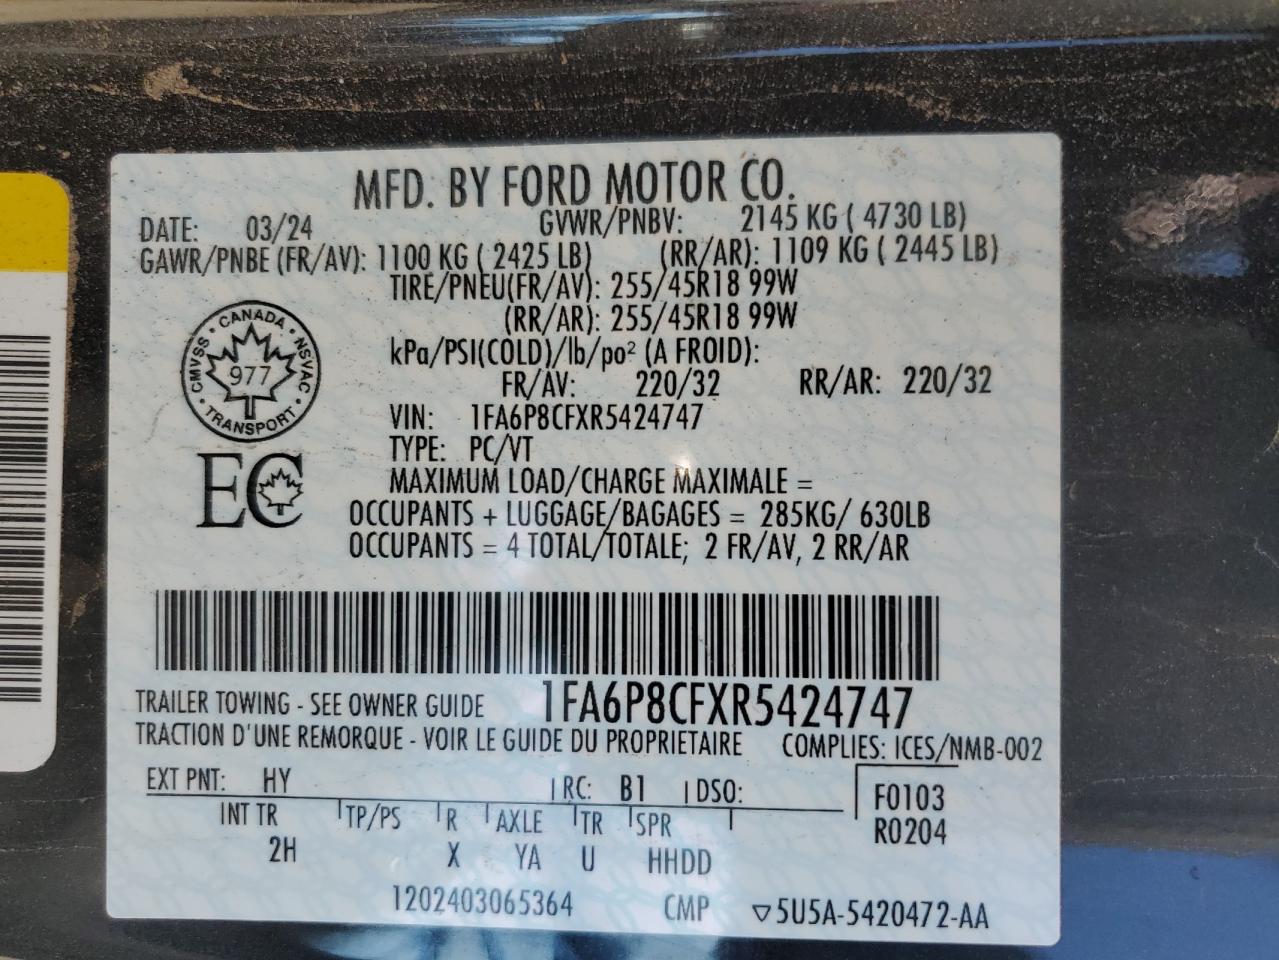 MFD. BY FORD MOTOR CO.
DATE: 03/24 GVWR/PNBV: 2145 KG ( 4730 LB)
GAWR/PNBE (FR/AV): 1100 KG ( 2425 LB) (RR/AR): 1109 KG ( 2445 LB)
TIRE/PNEU(FR/AV): 255/45R18 99W
(RR/AR): 255/45R18 99W
kPa/PSI(COLD)/lb/po² (A FROID):
FR/AV: 220/32 RR/AR: 220/32
CMVSS • CANADA • NSVAC • TRANSPORT •
977
VIN: 1FA6P8CFXR5424747
TYPE: PC/VT
EC
MAXIMUM LOAD/CHARGE MAXIMALE =
OCCUPANTS + LUGGAGE/BAGAGES = 285KG/ 630LB
OCCUPANTS = 4 TOTAL/TOTALE; 2 FR/AV, 2 RR/AR
TRAILER TOWING - SEE OWNER GUIDE 1FA6P8CFXR5424747
TRACTION D'UNE REMORQUE - VOIR LE GUIDE DU PROPRIETAIRE COMPLIES: ICES/NMB-002
EXT PNT: HY RC: B1 DSO: F0103
INT TR TP/PS R AXLE TR SPR R0204
2H X YA U HHDD
1202403065364 CMP ▽5U5A-5420472-AA